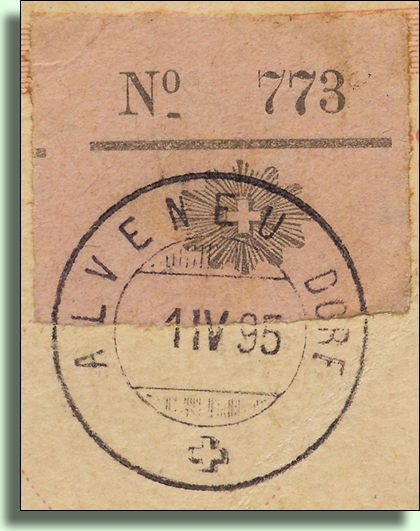 Nº 773
ALVENEU DORF
1 IV 95